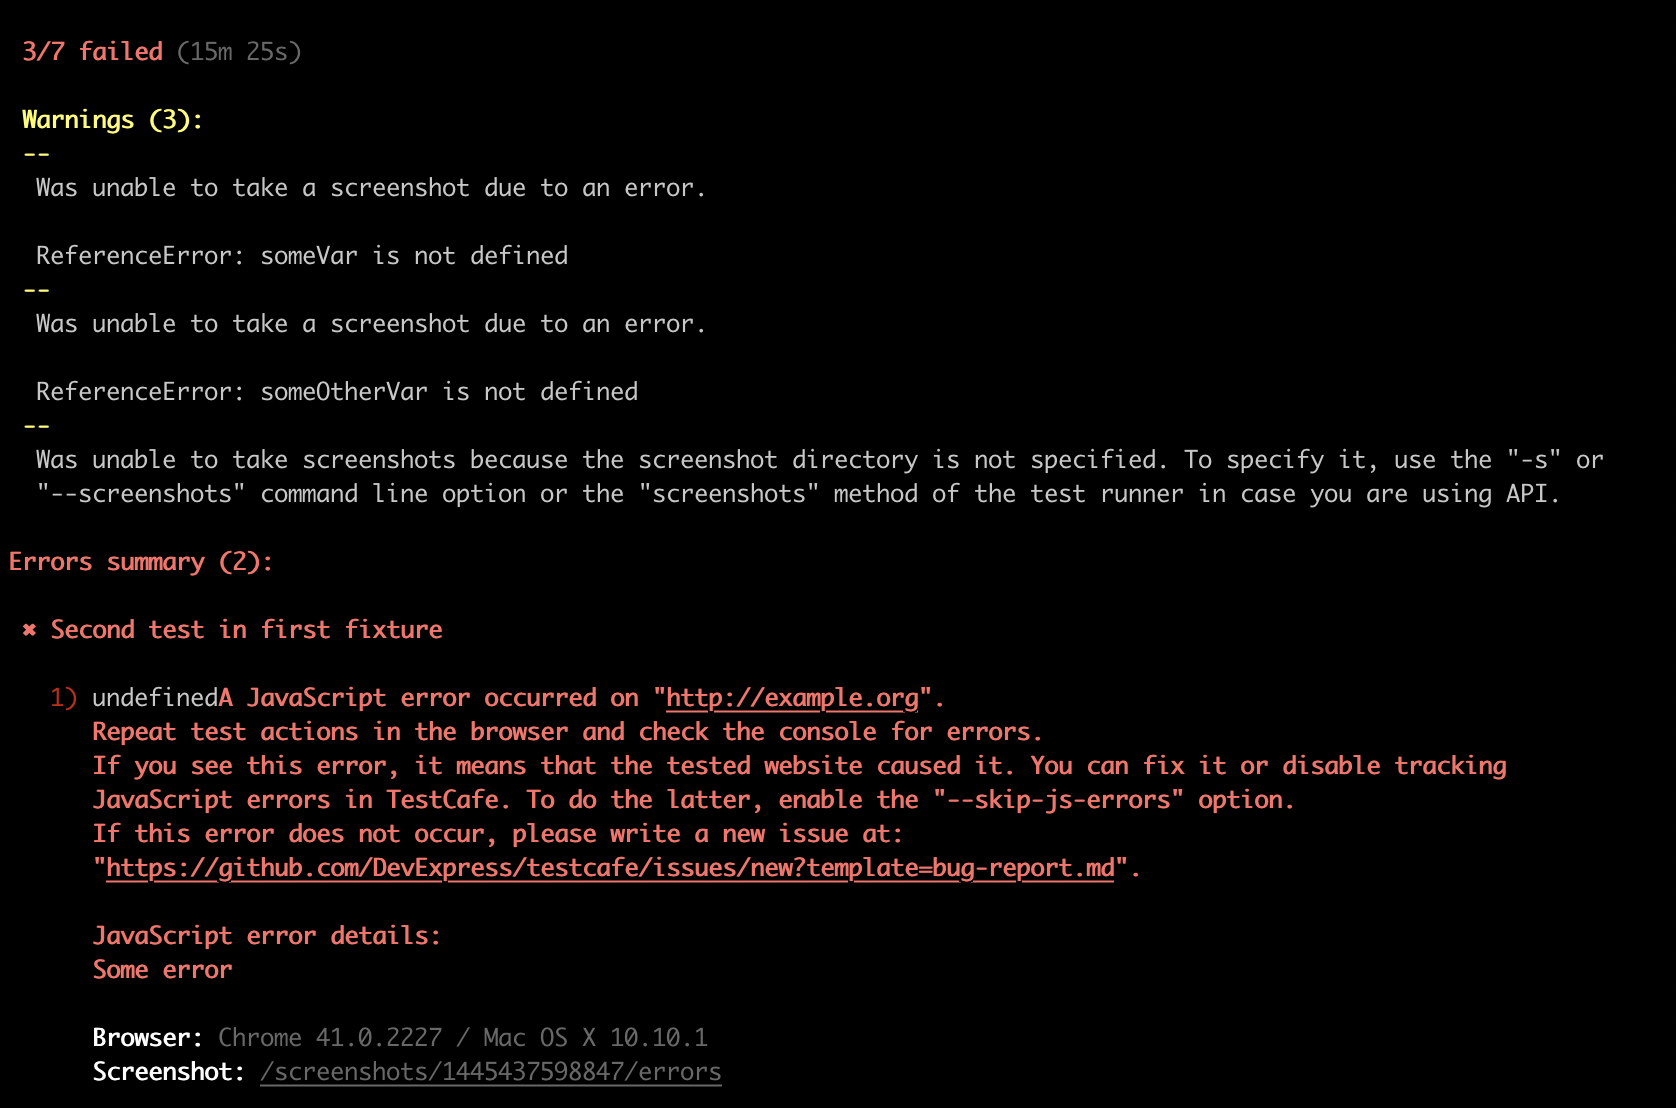 3/7 failed (15m 25s)
Warnings (3):
--
Was unable to take a screenshot due to an error.
ReferenceError: someVar is not defined
--
Was unable to take a screenshot due to an error.
ReferenceError: someOtherVar is not defined
--
Was unable to take screenshots because the screenshot directory is not specified. To specify it, use the "-s" or
"--screenshots" command line option or the "screenshots" method of the test runner in case you are using API.
Errors summary (2):
✖ Second test in first fixture
1) undefinedA JavaScript error occurred on "http://example.org".
Repeat test actions in the browser and check the console for errors.
If you see this error, it means that the tested website caused it. You can fix it or disable tracking
JavaScript errors in TestCafe. To do the latter, enable the "--skip-js-errors" option.
If this error does not occur, please write a new issue at:
"https://github.com/DevExpress/testcafe/issues/new?template=bug-report.md".
JavaScript error details:
Some error
Browser: Chrome 41.0.2227 / Mac OS X 10.10.1
Screenshot: /screenshots/1445437598847/errors